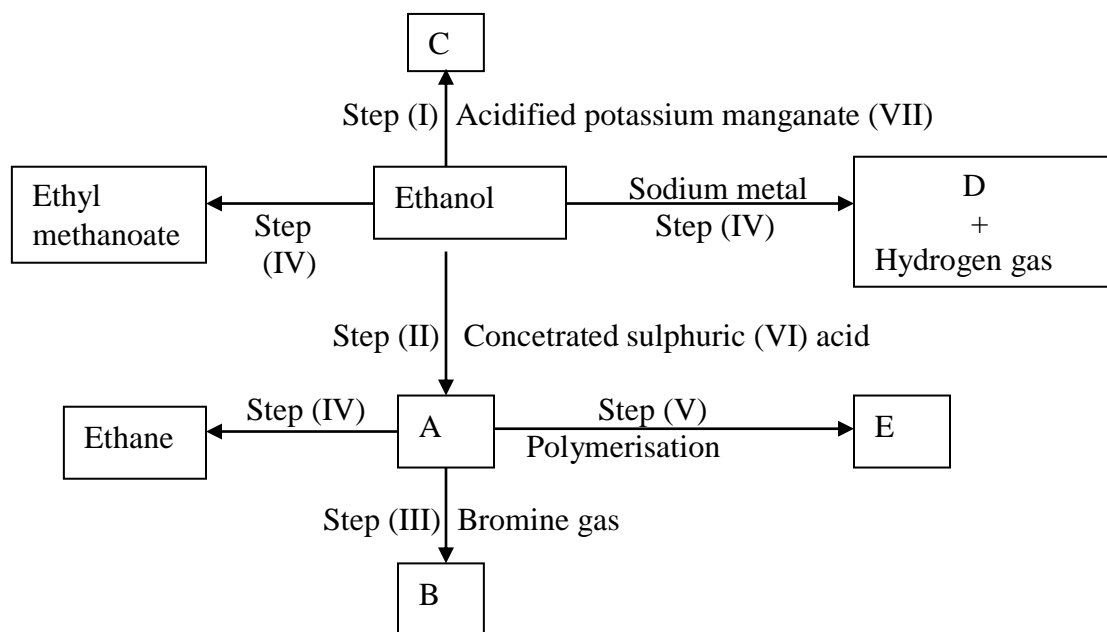 C
Step (I) Acidified potassium manganate (VII)
Ethyl
methanoate
Step
(IV)
Ethanol
Sodium metal
Step (IV)
D
+
Hydrogen gas
Step (II) Concetrated sulphuric (VI) acid
Ethane
Step (IV)
A
Step (V)
Polymerisation
E
Step (III) Bromine gas
B